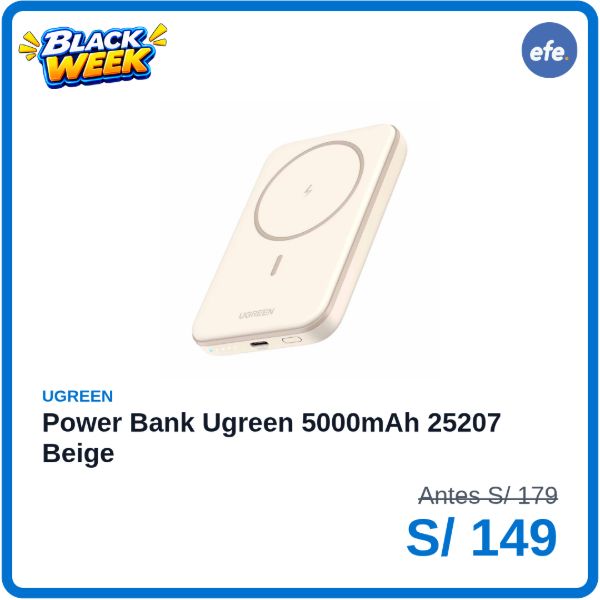 BLACK
WEEK
efe.
UGREEN
UGREEN
Power Bank Ugreen 5000mAh 25207
Beige
Antes S/ 179
S/ 149